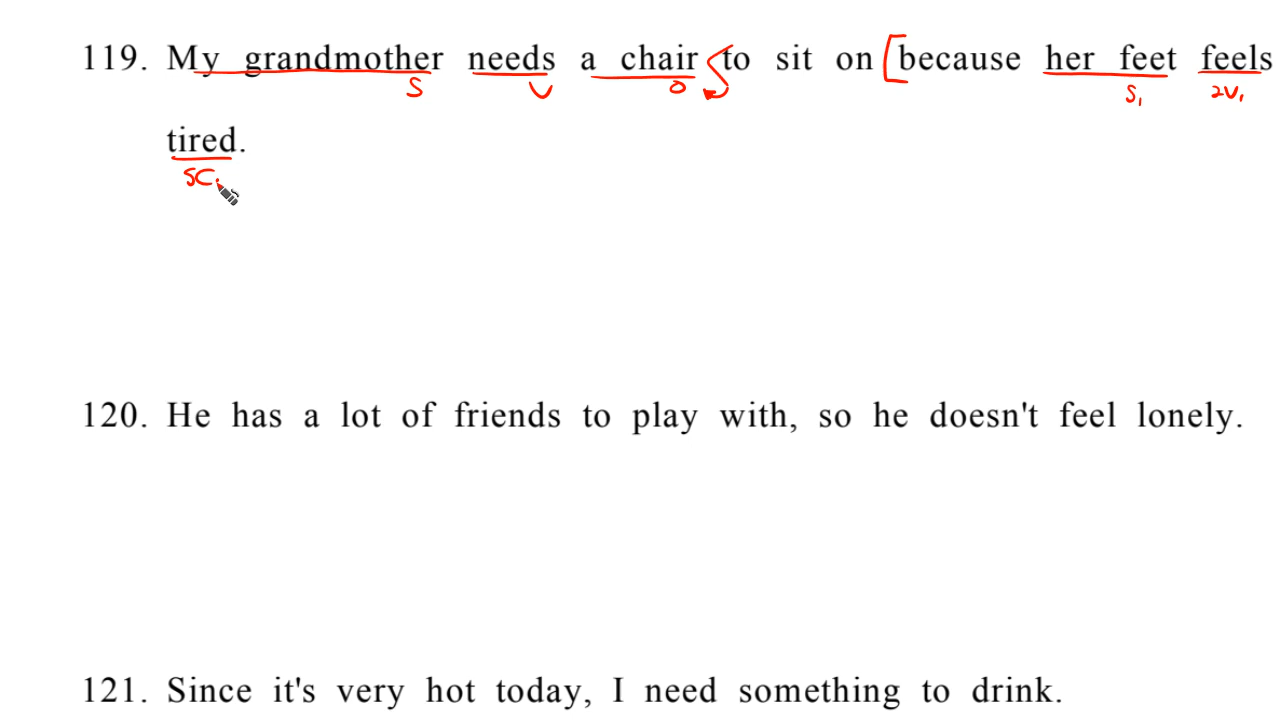 119. My grandmother needs a chair to sit on [because her feet feels
S V O S₁ 2V₁
tired.
SC₁
120. He has a lot of friends to play with, so he doesn't feel lonely.
121. Since it's very hot today, I need something to drink.